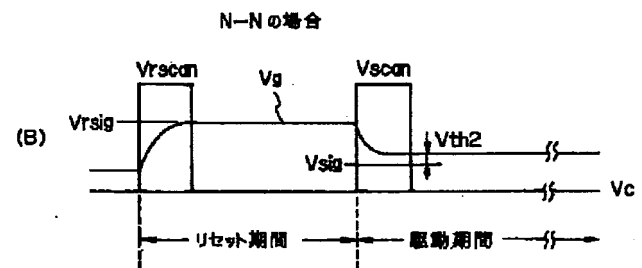 N-Nの場合
Vrscan
Vg
Vscan
(B)
Vrsig
Vth2
Vsig
Vc
リセット期間
駆動期間